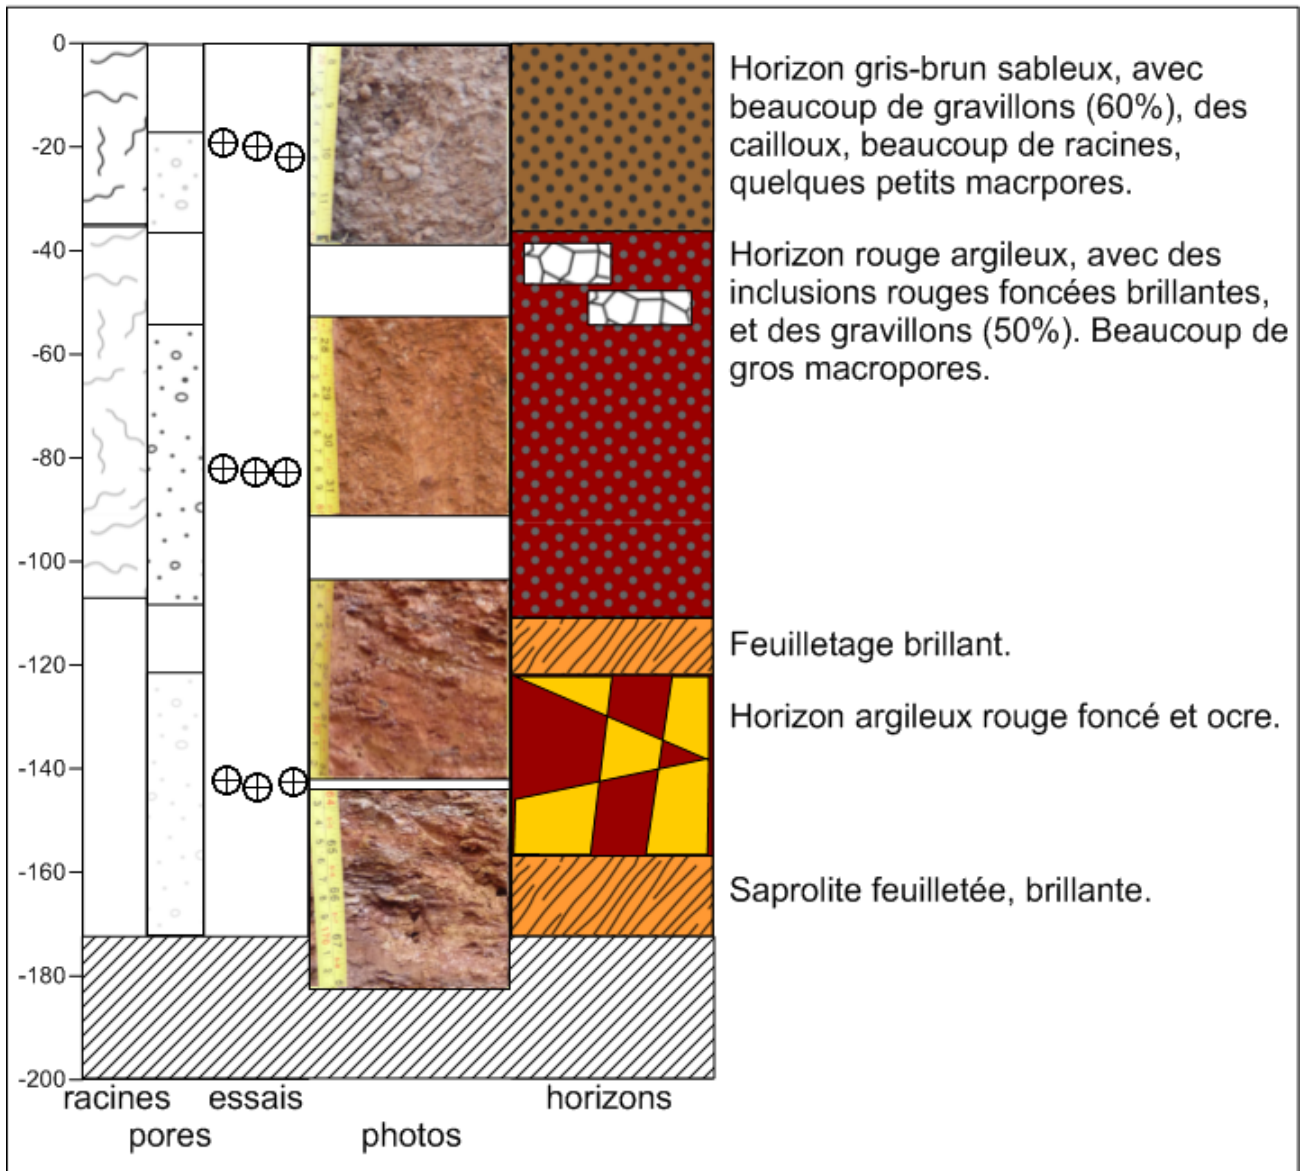 0
-20
-40
-60
-80
-100
-120
-140
-160
-180
-200
Horizon gris-brun sableux, avec
beaucoup de gravillons (60%), des
cailloux, beaucoup de racines,
quelques petits macrpores.
Horizon rouge argileux, avec des
inclusions rouges foncées brillantes,
et des gravillons (50%). Beaucoup de
gros macropores.
Feuilletage brillant.
Horizon argileux rouge foncé et ocre.
Saprolite feuilletée, brillante.
racines essais horizons
pores photos